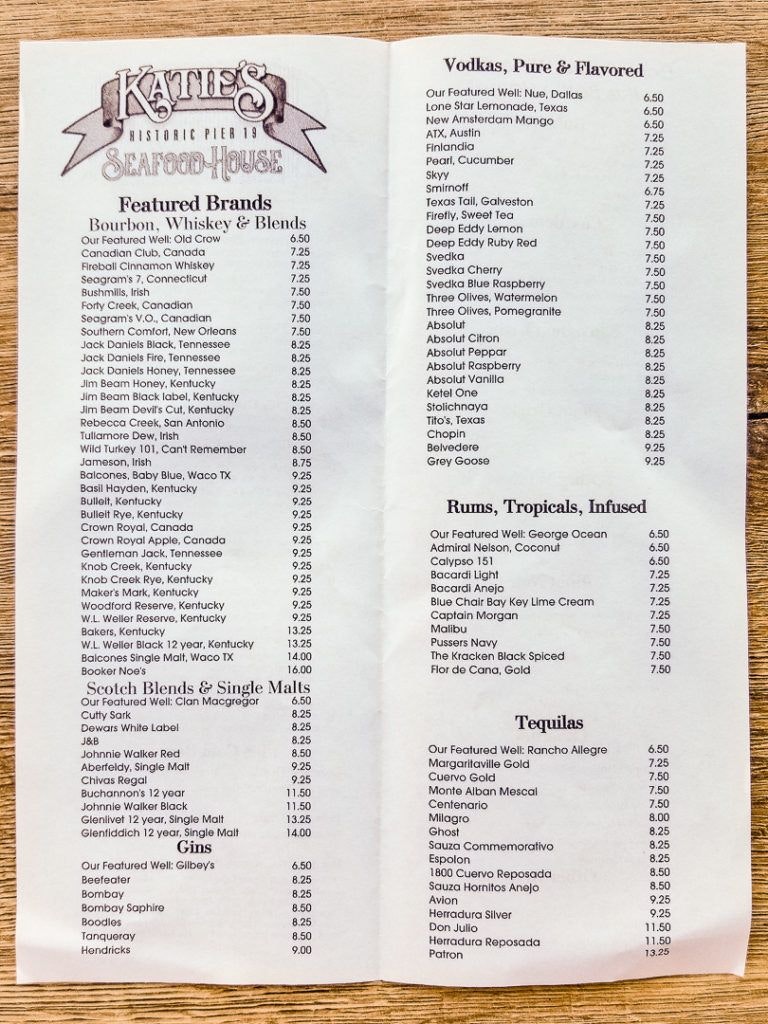 KATIE'S
HISTORIC PIER 19
SEAFOOD HOUSE
Featured Brands
Bourbon, Whiskey & Blends
Our Featured Well: Old Crow 6.50
Canadian Club, Canada 7.25
Fireball Cinnamon Whiskey 7.25
Seagram's 7, Connecticut 7.25
Bushmills, Irish 7.50
Forty Creek, Canadian 7.50
Seagram's V.O., Canadian 7.50
Southern Comfort, New Orleans 7.50
Jack Daniels Black, Tennessee 8.25
Jack Daniels Fire, Tennessee 8.25
Jack Daniels Honey, Tennessee 8.25
Jim Beam Honey, Kentucky 8.25
Jim Beam Black label, Kentucky 8.25
Jim Beam Devil's Cut, Kentucky 8.25
Rebecca Creek, San Antonio 8.50
Tullamore Dew, Irish 8.50
Wild Turkey 101, Can't Remember 8.50
Jameson, Irish 8.75
Balcones, Baby Blue, Waco TX 9.25
Basil Hayden, Kentucky 9.25
Bulleit, Kentucky 9.25
Bulleit Rye, Kentucky 9.25
Crown Royal, Canada 9.25
Crown Royal Apple, Canada 9.25
Gentleman Jack, Tennessee 9.25
Knob Creek, Kentucky 9.25
Knob Creek Rye, Kentucky 9.25
Maker's Mark, Kentucky 9.25
Woodford Reserve, Kentucky 9.25
W.L. Weller Reserve, Kentucky 9.25
Bakers, Kentucky 13.25
W.L. Weller Black 12 year, Kentucky 13.25
Balcones Single Malt, Waco TX 14.00
Booker Noe's 16.00
Scotch Blends & Single Malts
Our Featured Well: Clan Macgregor 6.50
Cutty Sark 8.25
Dewars White Label 8.25
J&B 8.25
Johnnie Walker Red 8.50
Aberfeldy, Single Malt 9.25
Chivas Regal 9.25
Buchannon's 12 year 11.50
Johnnie Walker Black 11.50
Glenlivet 12 year, Single Malt 13.25
Glenfiddich 12 year, Single Malt 14.00
Gins
Our Featured Well: Gilbey's 6.50
Beefeater 8.25
Bombay 8.25
Bombay Saphire 8.50
Boodles 8.25
Tanqueray 8.50
Hendricks 9.00
Vodkas, Pure & Flavored
Our Featured Well: Nue, Dallas 6.50
Lone Star Lemonade, Texas 6.50
New Amsterdam Mango 6.50
ATX, Austin 7.25
Finlandia 7.25
Pearl, Cucumber 7.25
Skyy 7.25
Smirnoff 6.75
Texas Tail, Galveston 7.50
Firefly, Sweet Tea 7.50
Deep Eddy Lemon 7.50
Deep Eddy Ruby Red 7.50
Svedka 7.50
Svedka Cherry 7.50
Svedka Blue Raspberry 7.50
Three Olives, Watermelon 7.50
Three Olives, Pomegranite 7.50
Absolut 8.25
Absolut Citron 8.25
Absolut Peppar 8.25
Absolut Raspberry 8.25
Absolut Vanilla 8.25
Ketel One 8.25
Stolichnaya 8.25
Tito's, Texas 8.25
Chopin 8.25
Belvedere 9.25
Grey Goose 9.25
Rums, Tropicals, Infused
Our Featured Well: George Ocean 6.50
Admiral Nelson, Coconut 6.50
Calypso 151 6.50
Bacardi Light 7.25
Bacardi Anejo 7.25
Blue Chair Bay Key Lime Cream 7.25
Captain Morgan 7.25
Malibu 7.50
Pussers Navy 7.50
The Kracken Black Spiced 7.50
Flor de Cana, Gold 7.50
Tequilas
Our Featured Well: Rancho Allegre 6.50
Margaritaville Gold 7.25
Cuervo Gold 7.50
Monte Alban Mescal 7.50
Centenario 7.50
Milagro 8.00
Ghost 8.25
Sauza Commemorativo 8.25
Espolon 8.25
1800 Cuervo Reposada 8.50
Sauza Hornitos Anejo 8.50
Avion 9.25
Herradura Silver 9.25
Don Julio 11.50
Herradura Reposada 11.50
Patron 13.25